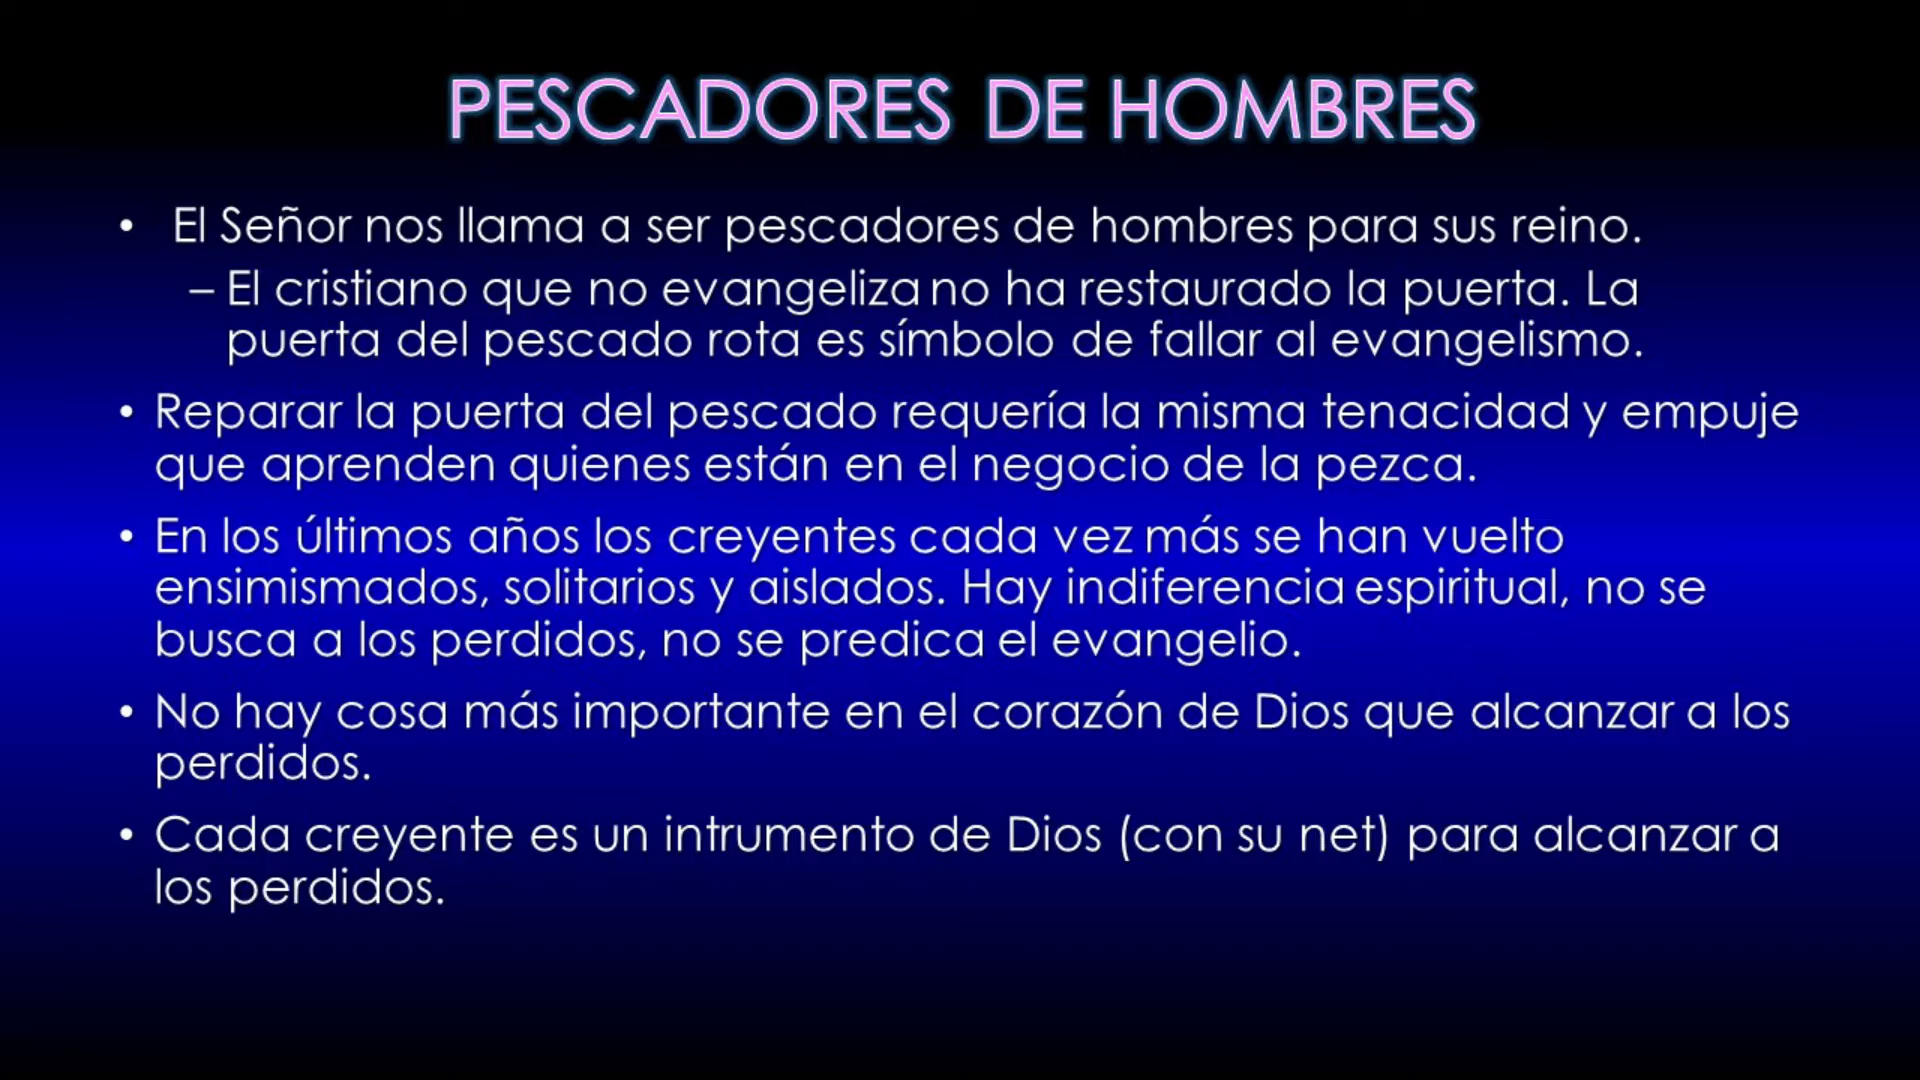 PESCADORES DE HOMBRES
• El Señor nos llama a ser pescadores de hombres para sus reino.
– El cristiano que no evangeliza no ha restaurado la puerta. La
puerta del pescado rota es símbolo de fallar al evangelismo.
• Reparar la puerta del pescado requería la misma tenacidad y empuje
que aprenden quienes están en el negocio de la pezca.
• En los últimos años los creyentes cada vez más se han vuelto
ensimismados, solitarios y aislados. Hay indiferencia espiritual, no se
busca a los perdidos, no se predica el evangelio.
• No hay cosa más importante en el corazón de Dios que alcanzar a los
perdidos.
• Cada creyente es un intrumento de Dios (con su net) para alcanzar a
los perdidos.